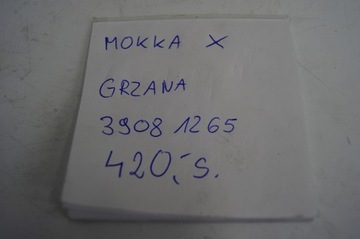 MOKKA X
GRZANA
3908 1265
420,-s.